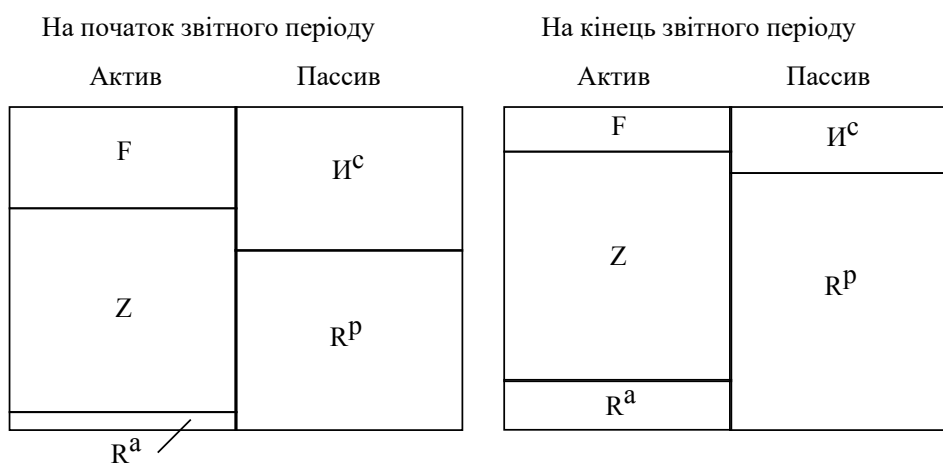 На початок звітного періоду
Актив Пассив
F
Иᶜ
Z
Rᵖ
Rᵃ
На кінець звітного періоду
Актив Пассив
F
Иᶜ
Z
Rᵖ
Rᵃ